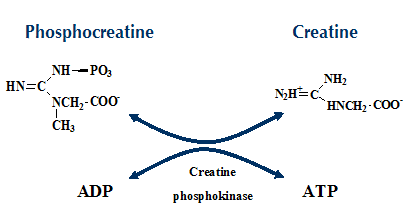 Phosphocreatine
Creatine
NH–PO₃
HN=C
NCH₂-COO⁻
CH₃
NH₂
N₂H⁺=C
HNCH₂-COO⁻
ADP
Creatine
phosphokinase
ATP